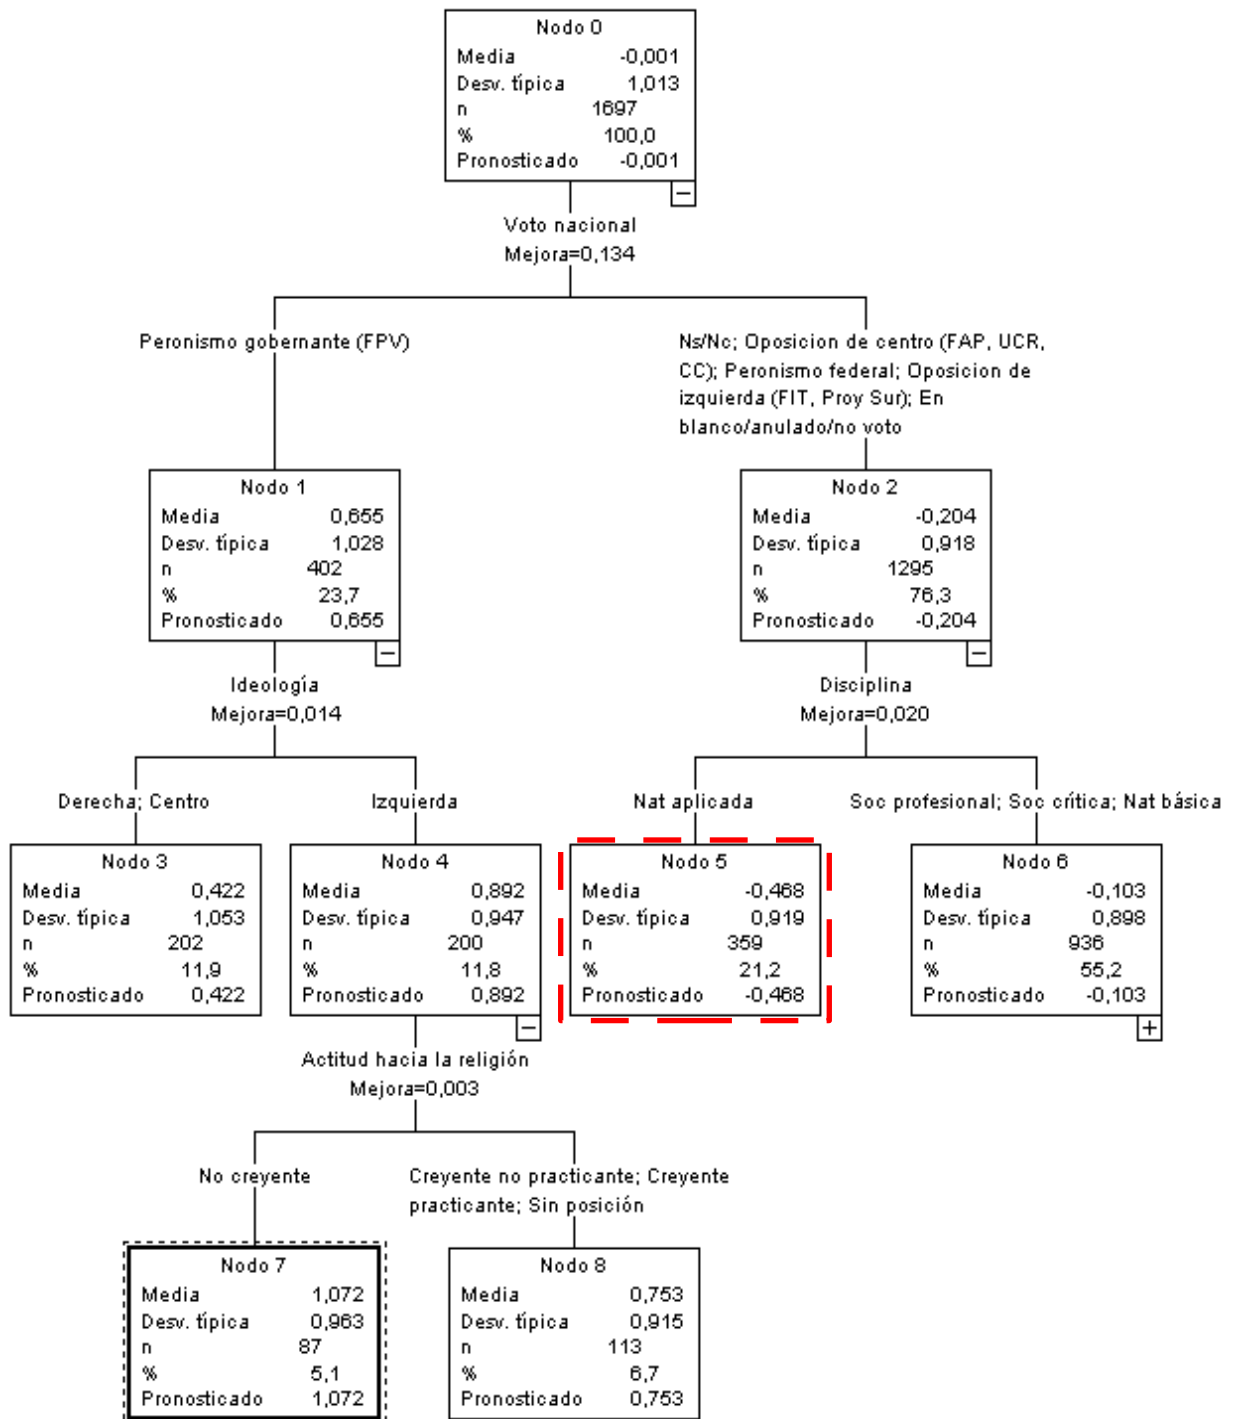 Nodo 0
Media -0,001
Desv. típica 1,013
n 1697
% 100,0
Pronosticado -0,001
Voto nacional
Mejora=0,134
Peronismo gobernante (FPV)
Ns/Nc; Oposicion de centro (FAP, UCR,
CC); Peronismo federal; Oposicion de
izquierda (FIT, Proy Sur); En
blanco/anulado/no voto
Nodo 1
Media 0,655
Desv. típica 1,028
n 402
% 23,7
Pronosticado 0,655
Nodo 2
Media -0,204
Desv. típica 0,918
n 1295
% 76,3
Pronosticado -0,204
Ideología
Mejora=0,014
Disciplina
Mejora=0,020
Derecha; Centro
Izquierda
Nat aplicada
Soc profesional; Soc crítica; Nat básica
Nodo 3
Media 0,422
Desv. típica 1,053
n 202
% 11,9
Pronosticado 0,422
Nodo 4
Media 0,892
Desv. típica 0,947
n 200
% 11,8
Pronosticado 0,892
Nodo 5
Media -0,468
Desv. típica 0,919
n 359
% 21,2
Pronosticado -0,468
Nodo 6
Media -0,103
Desv. típica 0,898
n 936
% 55,2
Pronosticado -0,103
Actitud hacia la religión
Mejora=0,003
No creyente
Creyente no practicante; Creyente
practicante; Sin posición
Nodo 7
Media 1,072
Desv. típica 0,963
n 87
% 5,1
Pronosticado 1,072
Nodo 8
Media 0,753
Desv. típica 0,915
n 113
% 6,7
Pronosticado 0,753